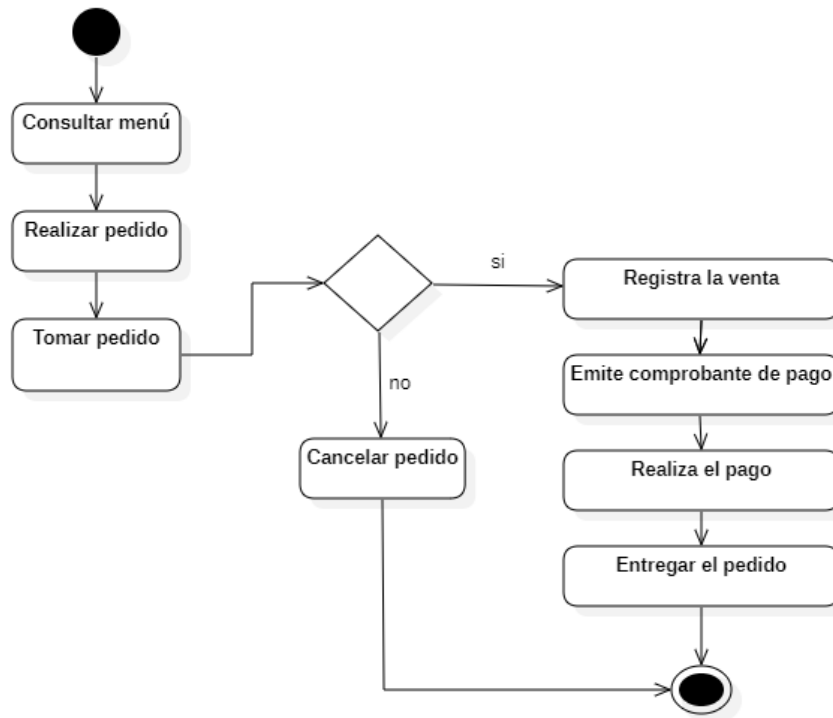 Consultar menú
Realizar pedido
Tomar pedido
si
no
Cancelar pedido
Registra la venta
Emite comprobante de pago
Realiza el pago
Entregar el pedido